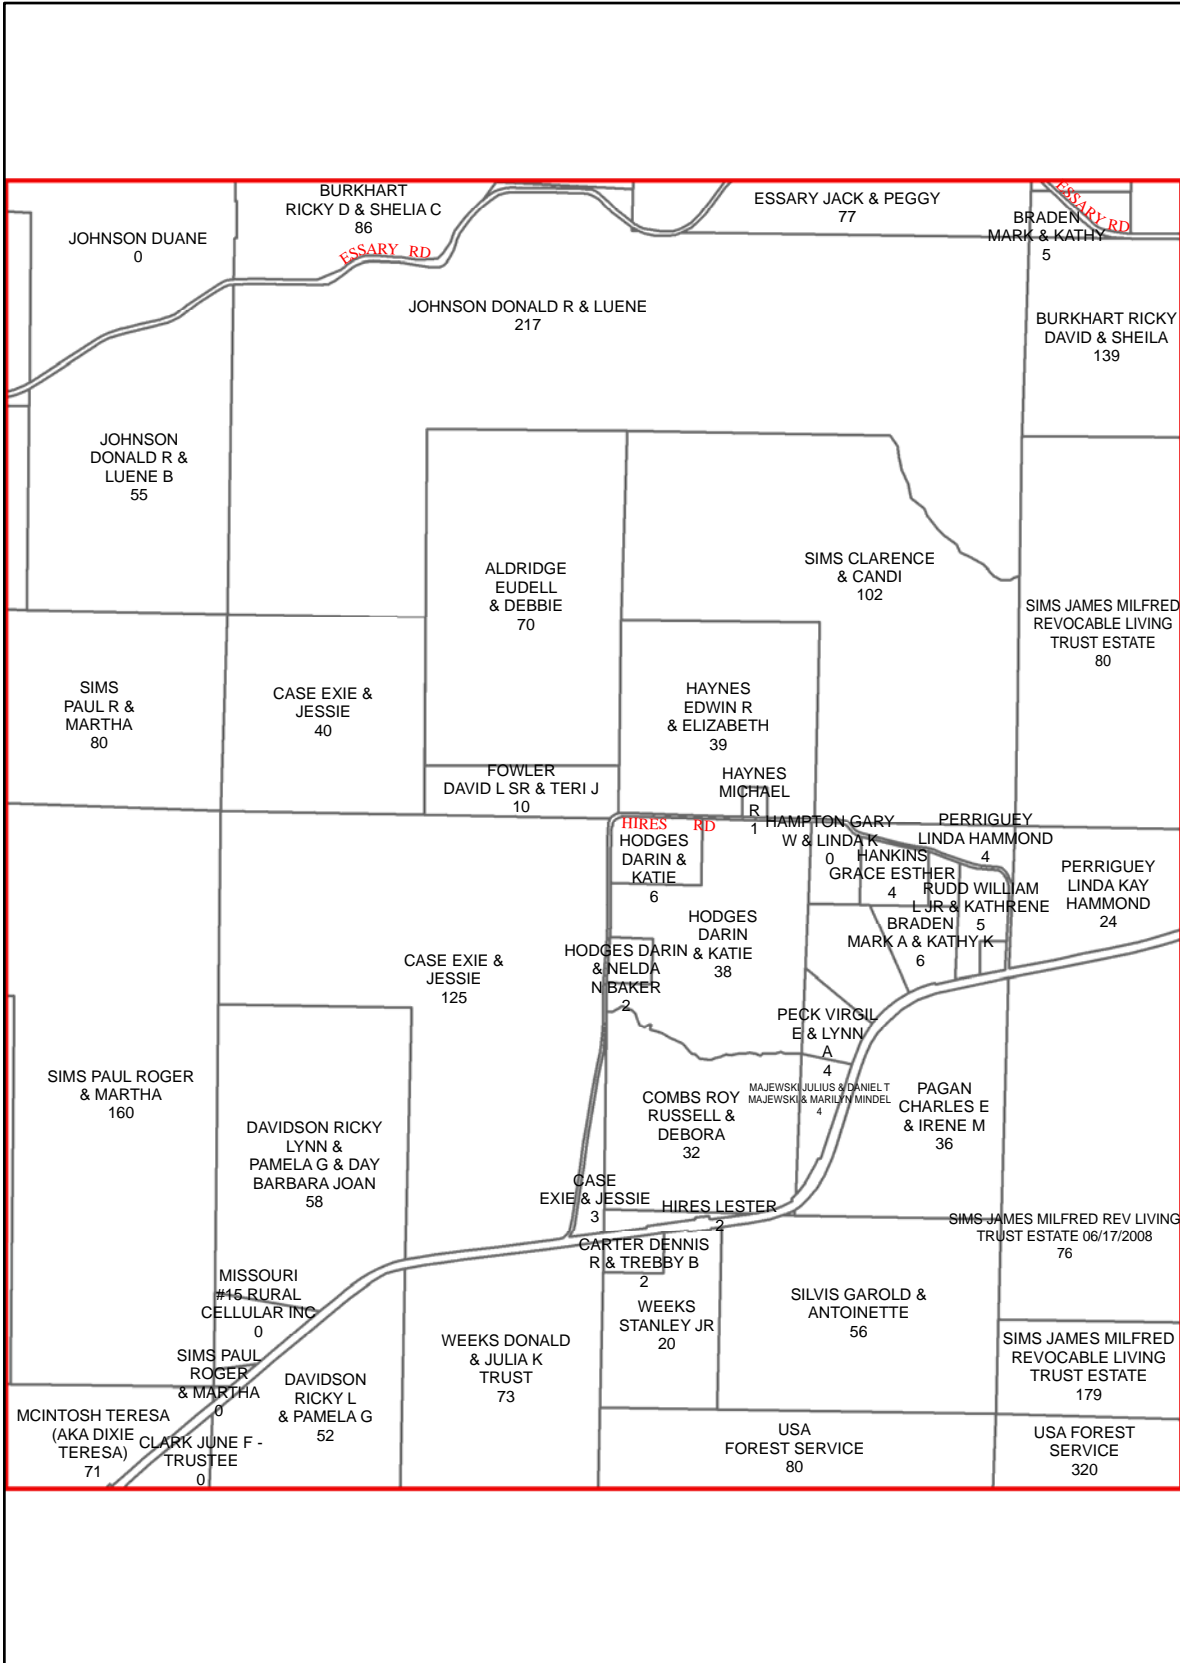 BURKHART
RICKY D & SHELIA C
86
ESSARY JACK & PEGGY
77
ESSARY RD
BRADEN
MARK & KATHY
5
JOHNSON DUANE
0
ESSARY RD
JOHNSON DONALD R & LUENE
217
BURKHART RICKY
DAVID & SHEILA
139
JOHNSON
DONALD R &
LUENE B
55
ALDRIDGE
EUDELL
& DEBBIE
70
SIMS CLARENCE
& CANDI
102
SIMS JAMES MILFRED
REVOCABLE LIVING
TRUST ESTATE
80
SIMS
PAUL R &
MARTHA
80
CASE EXIE &
JESSIE
40
HAYNES
EDWIN R
& ELIZABETH
39
FOWLER
DAVID L SR & TERI J
10
HAYNES
MICHAEL
R
1
HIRES RD
HAMPTON GARY
W & LINDA K
0
PERRIGUEY
LINDA HAMMOND
4
HODGES
DARIN &
KATIE
6
HANKINS
GRACE ESTHER
4
PERRIGUEY
LINDA KAY
HAMMOND
24
RUDD WILLIAM
L JR & KATHRENE
5
HODGES
DARIN
& KATIE
38
BRADEN
MARK A & KATHY K
6
CASE EXIE &
JESSIE
125
HODGES DARIN
& NELDA
N BAKER
2
PECK VIRGIL
E & LYNN
A
4
SIMS PAUL ROGER
& MARTHA
160
MAJEWSKI JULIUS & DANIEL T
MAJEWSKI & MARILYN MINDEL
4
COMBS ROY
RUSSELL &
DEBORA
32
PAGAN
CHARLES E
& IRENE M
36
DAVIDSON RICKY
LYNN &
PAMELA G & DAY
BARBARA JOAN
58
CASE
EXIE & JESSIE
3
HIRES LESTER
2
SIMS JAMES MILFRED REV LIVING
TRUST ESTATE 06/17/2008
76
CARTER DENNIS
R & TREBBY B
2
MISSOURI
#15 RURAL
CELLULAR INC
0
WEEKS
STANLEY JR
20
SILVIS GAROLD &
ANTOINETTE
56
WEEKS DONALD
& JULIA K
TRUST
73
SIMS JAMES MILFRED
REVOCABLE LIVING
TRUST ESTATE
179
SIMS PAUL
ROGER
& MARTHA
0
DAVIDSON
RICKY L
& PAMELA G
52
MCINTOSH TERESA
(AKA DIXIE
TERESA)
71
CLARK JUNE F -
TRUSTEE
0
USA
FOREST SERVICE
80
USA FOREST
SERVICE
320